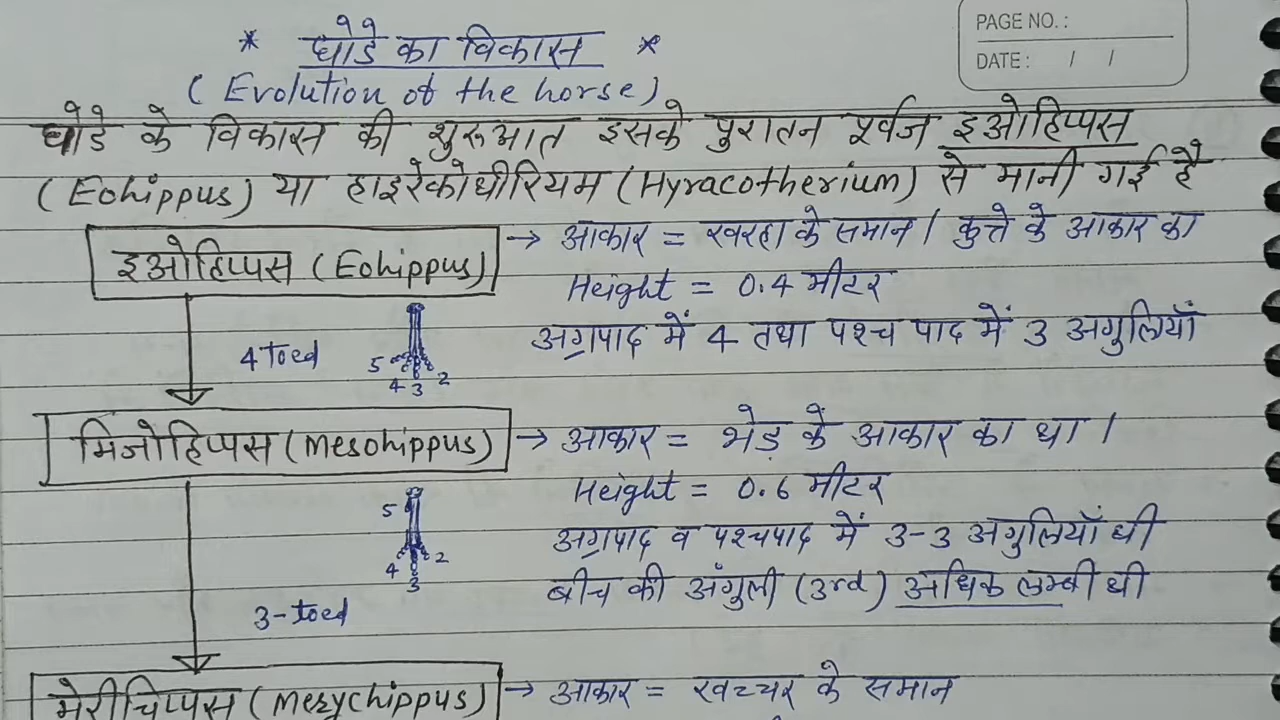 PAGE NO. :
DATE : / /
* घोडे का विकास *
(Evolution of the horse)
घोडे के विकास की शुरुआत इसके पुरातन पूर्वज इओहिप्पस
(Eohippus) या हाइरेकोथीरियम (Hyracotherium) से मानी गई है
इओहिप्पस (Eohippus) → आकार = खरहा के समान / कुत्ते के आकार का
Height = 0.4 मीटर
अग्रपाद में 4 तथा पश्च पाद में 3 अगुलियाँ
4 Toed
5 4 3 2
मिजोहिप्पस (Mesohippus) → आकार = भेड़ के आकार का था ।
Height = 0.6 मीटर
अग्रपाद व पश्चपाद में 3-3 अगुलियाँ थी
5 4 3 2
बीच की अंगुली (3rd) अधिक लम्बी थी
3-toed
मेरीचिप्पस (Merychippus) → आकार = खच्चर के समान